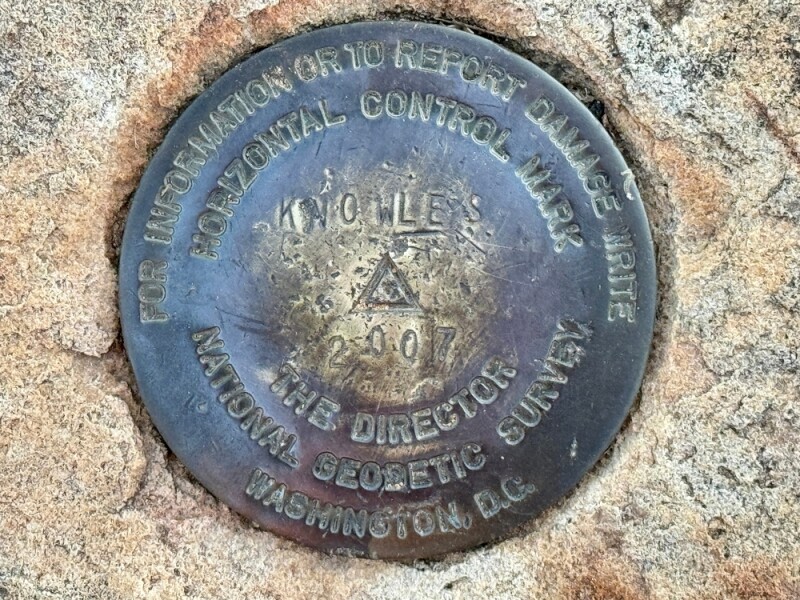 FOR INFORMATION OR TO REPORT DAMAGE WRITE
HORIZONTAL CONTROL MARK
KNOWLES
2007
THE DIRECTOR
NATIONAL GEODETIC SURVEY
WASHINGTON, D.C.